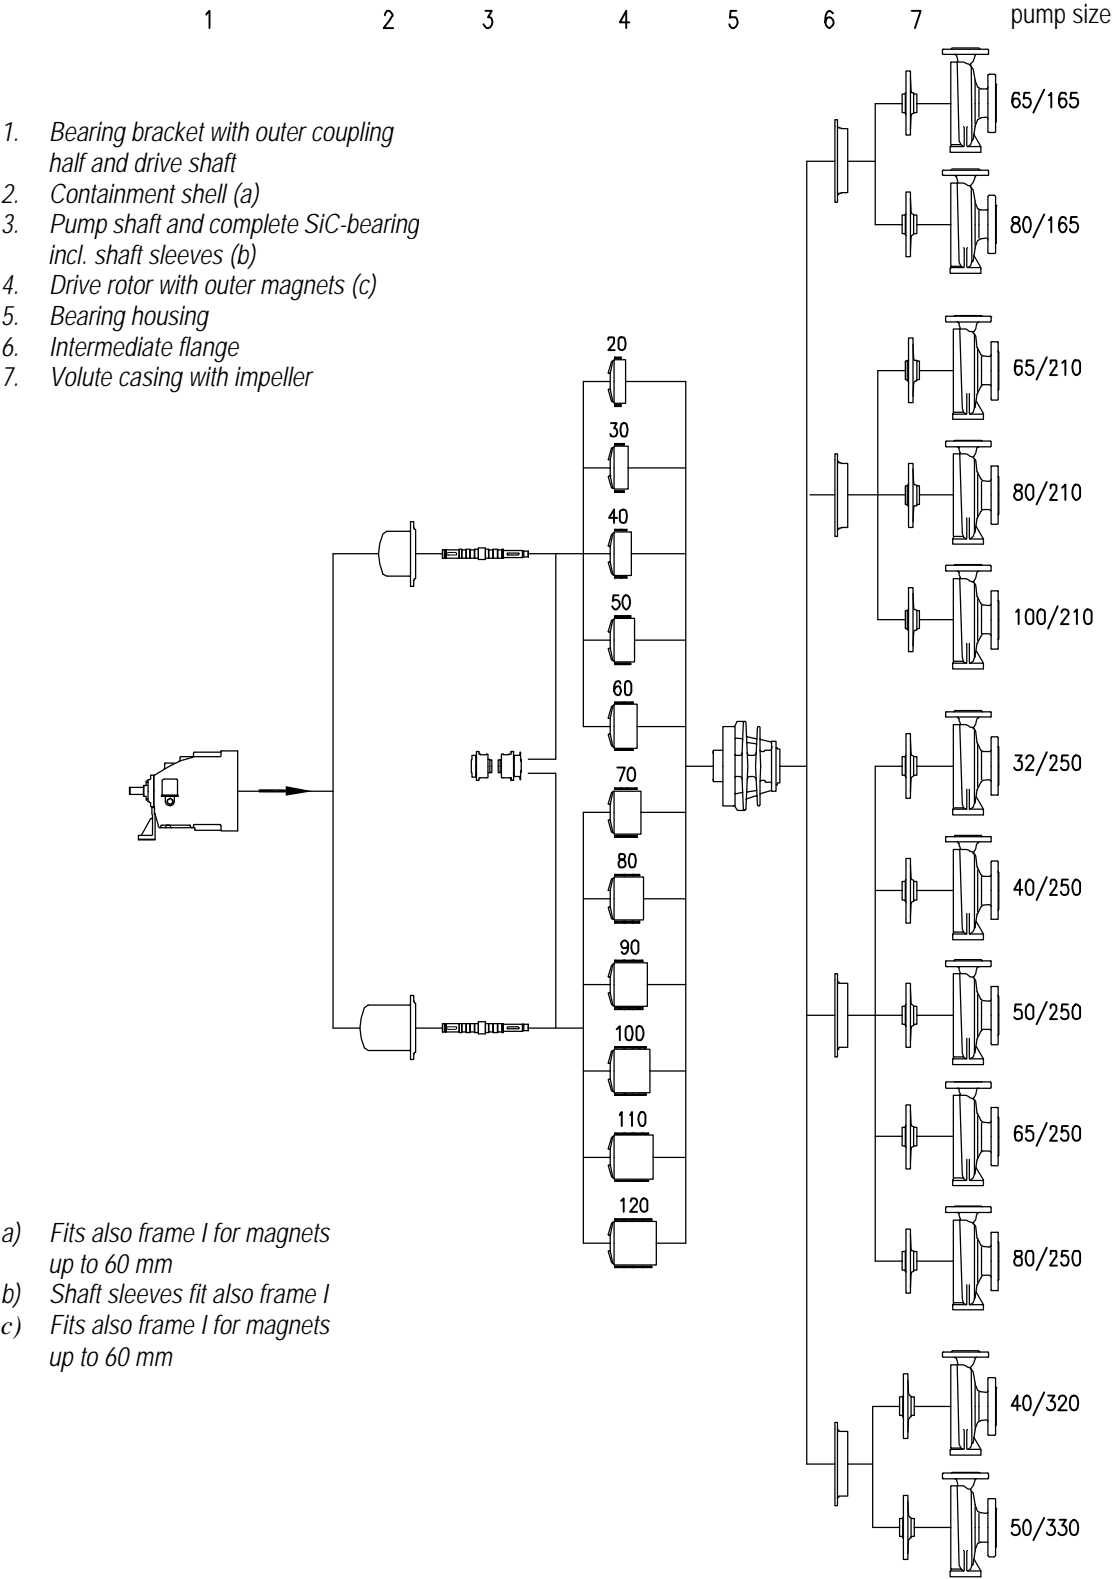 1 2 3 4 5 6 7 pump size
1. Bearing bracket with outer coupling
half and drive shaft
2. Containment shell (a)
3. Pump shaft and complete SiC-bearing
incl. shaft sleeves (b)
4. Drive rotor with outer magnets (c)
5. Bearing housing
6. Intermediate flange
7. Volute casing with impeller
20
30
40
50
60
70
80
90
100
110
120
65/165
80/165
65/210
80/210
100/210
32/250
40/250
50/250
65/250
80/250
40/320
50/330
a) Fits also frame I for magnets
up to 60 mm
b) Shaft sleeves fit also frame I
c) Fits also frame I for magnets
up to 60 mm